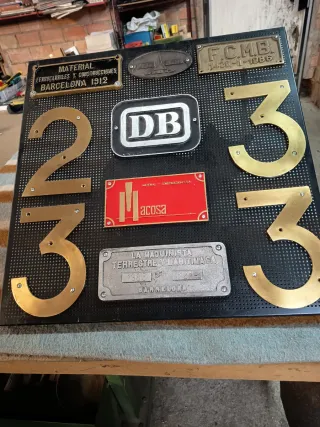 MATERIAL
FERROCARRILES Y CONSTRUCCIONES
BARCELONA 1912
F.C.M.B.
2
DB
3
Macosa
3
3
LA MAQUINISTA
TERRESTRE Y MARITIMA
BARCELONA